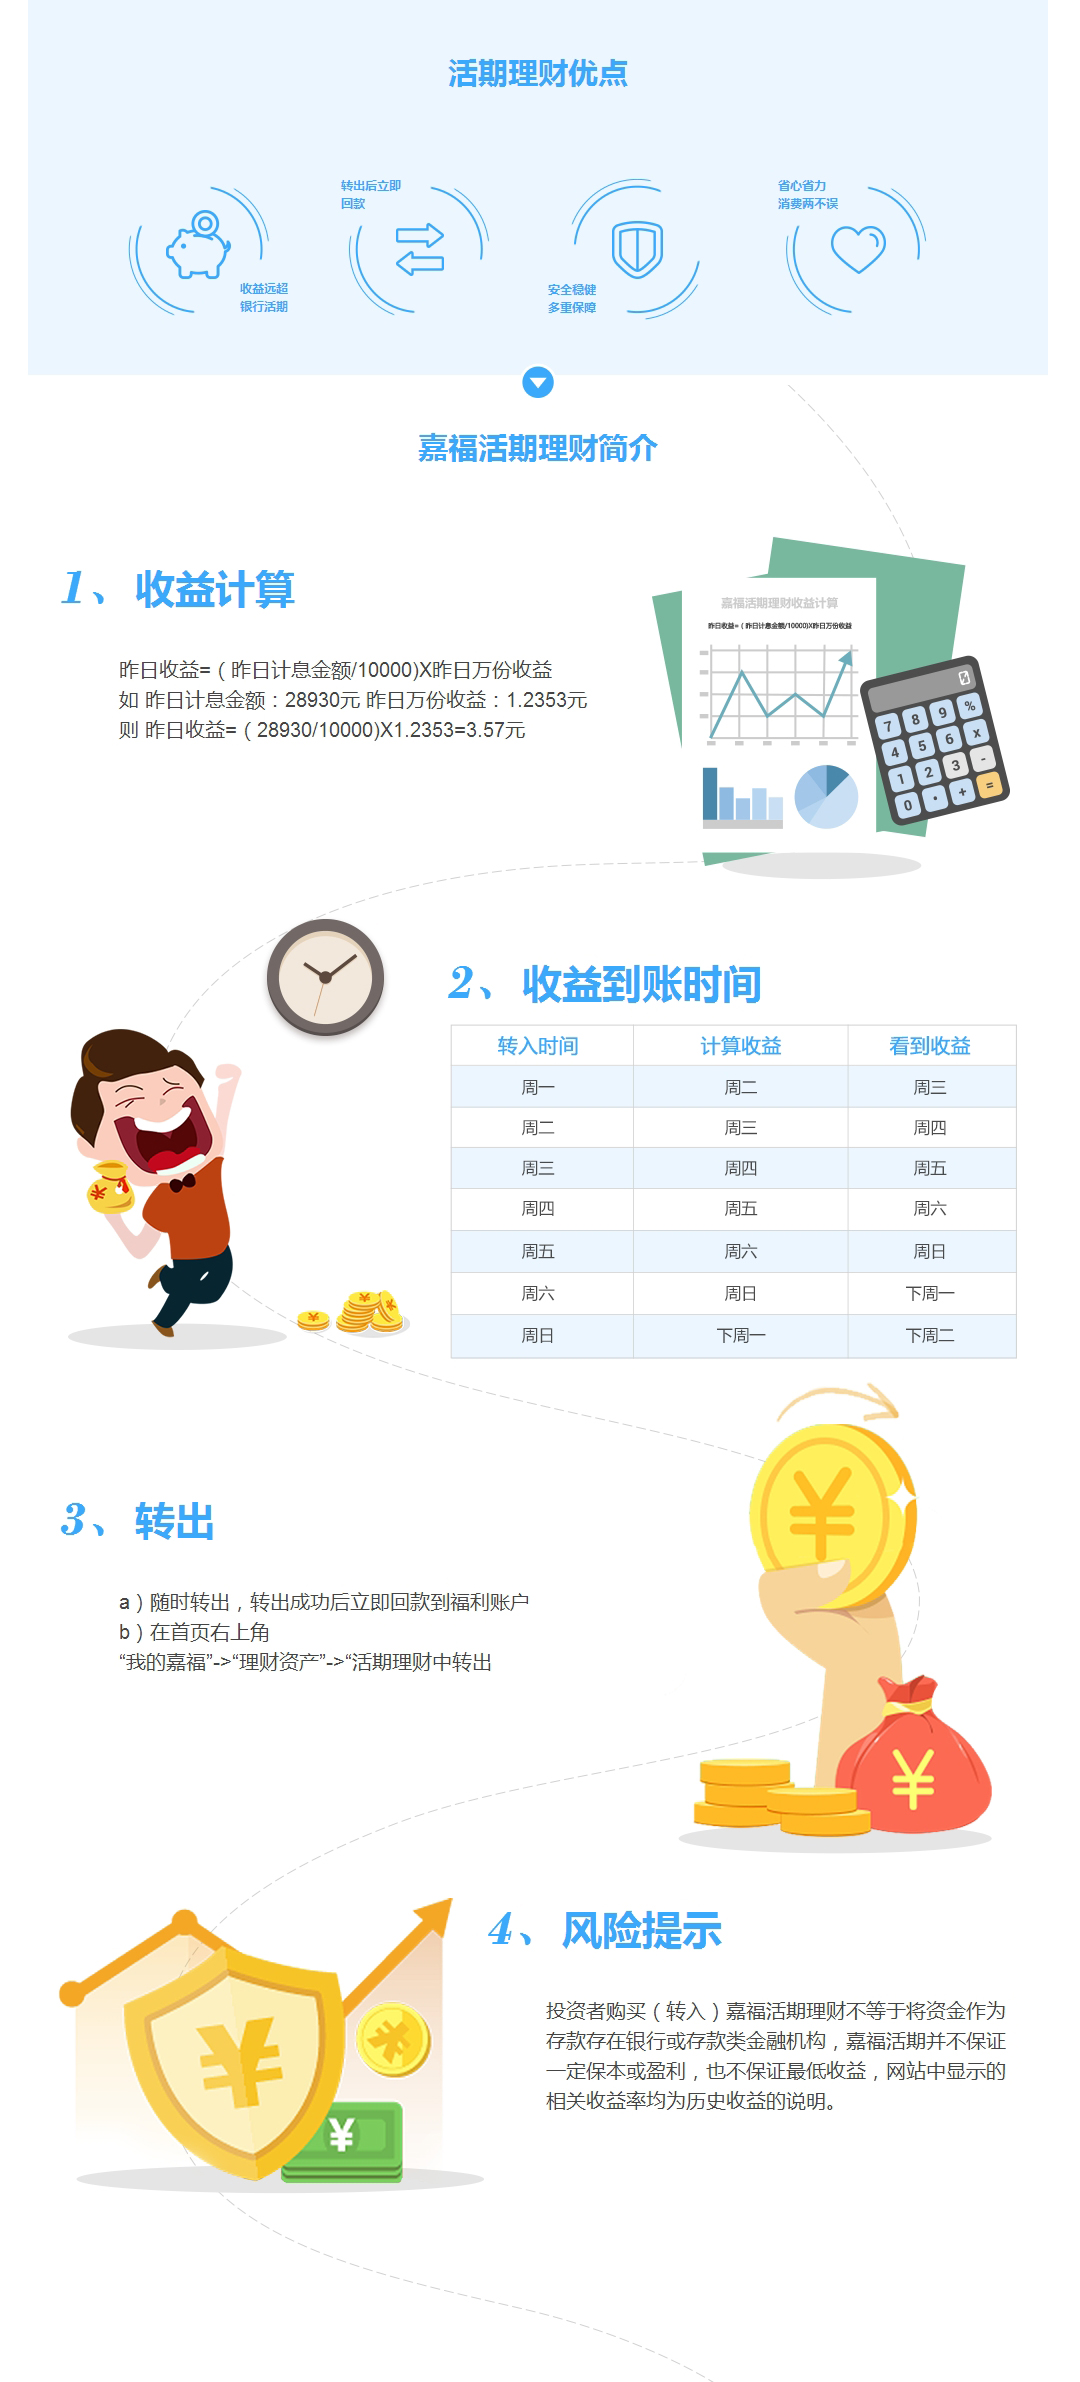 活期理财优点
收益远超
银行活期
转出后立即
回款
安全稳健
多重保障
省心省力
消费两不误
嘉福活期理财简介
1、收益计算
昨日收益=（昨日计息金额/10000)X昨日万份收益
如 昨日计息金额：28930元 昨日万份收益：1.2353元
则 昨日收益=（28930/10000)X1.2353=3.57元
嘉福活期理财收益计算
昨日收益=（昨日计息金额/10000)X昨日万份收益
0
7 8 9 %
4 5 6 x
1 2 3 -
0 · + =
2、收益到账时间
转入时间 计算收益 看到收益
周一 周二 周三
周二 周三 周四
周三 周四 周五
周四 周五 周六
周五 周六 周日
周六 周日 下周一
周日 下周一 下周二
¥
¥
¥
3、转出
a）随时转出，转出成功后立即回款到福利账户
b）在首页右上角
“我的嘉福”->“理财资产”->“活期理财中转出
¥
¥
4、风险提示
投资者购买（转入）嘉福活期理财不等于将资金作为
存款存在银行或存款类金融机构，嘉福活期并不保证
一定保本或盈利，也不保证最低收益，网站中显示的
相关收益率均为历史收益的说明。
¥
¥
¥